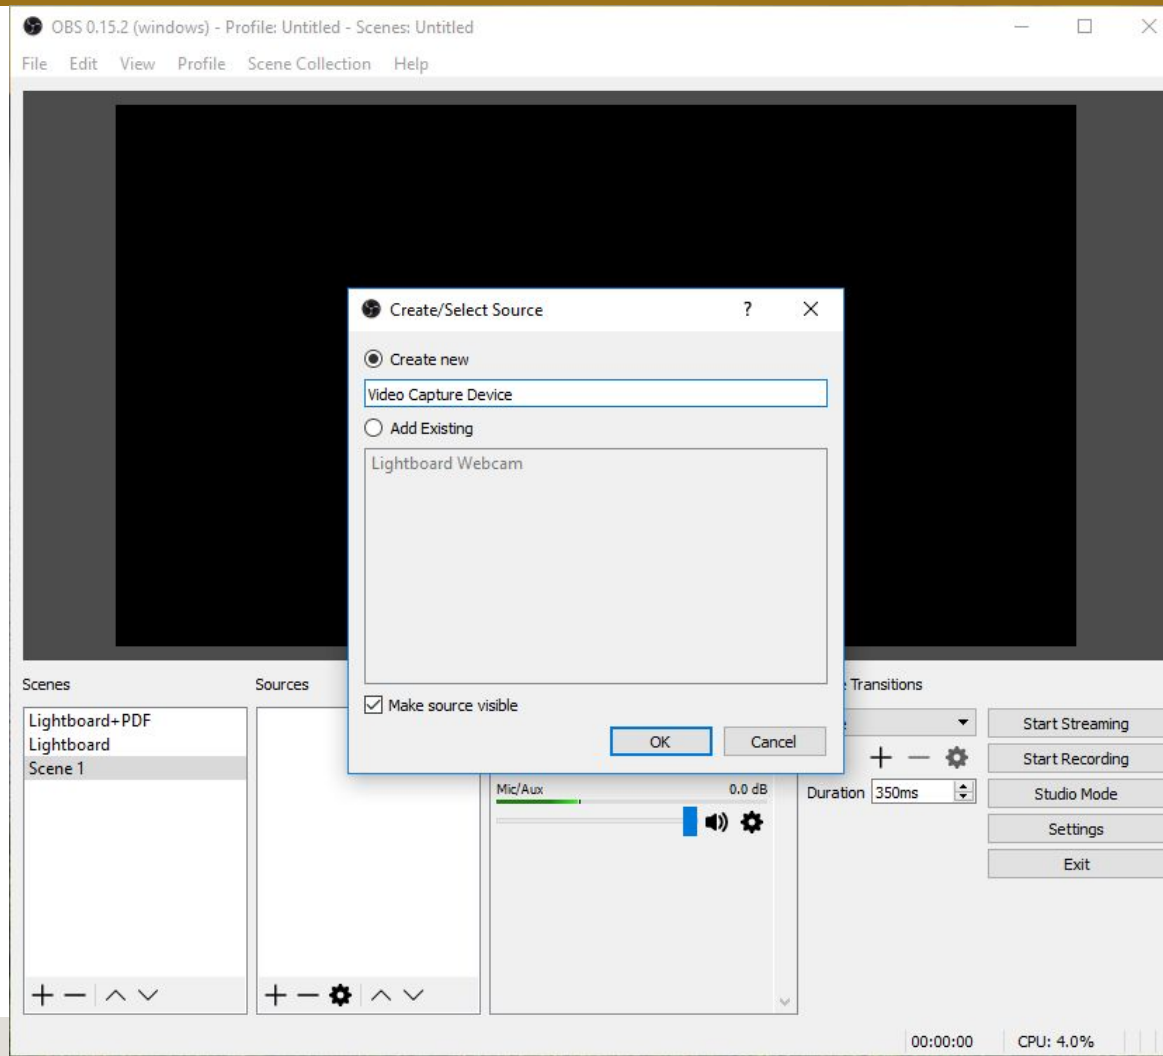 OBS 0.15.2 (windows) - Profile: Untitled - Scenes: Untitled
File Edit View Profile Scene Collection Help
Create/Select Source ?
Create new
Video Capture Device
Add Existing
Lightboard Webcam
Make source visible
OK Cancel
Scenes
Lightboard+PDF
Lightboard
Scene 1
Sources
Mic/Aux 0.0 dB
Transitions
Duration 350ms
Start Streaming
Start Recording
Studio Mode
Settings
Exit
00:00:00 CPU: 4.0%